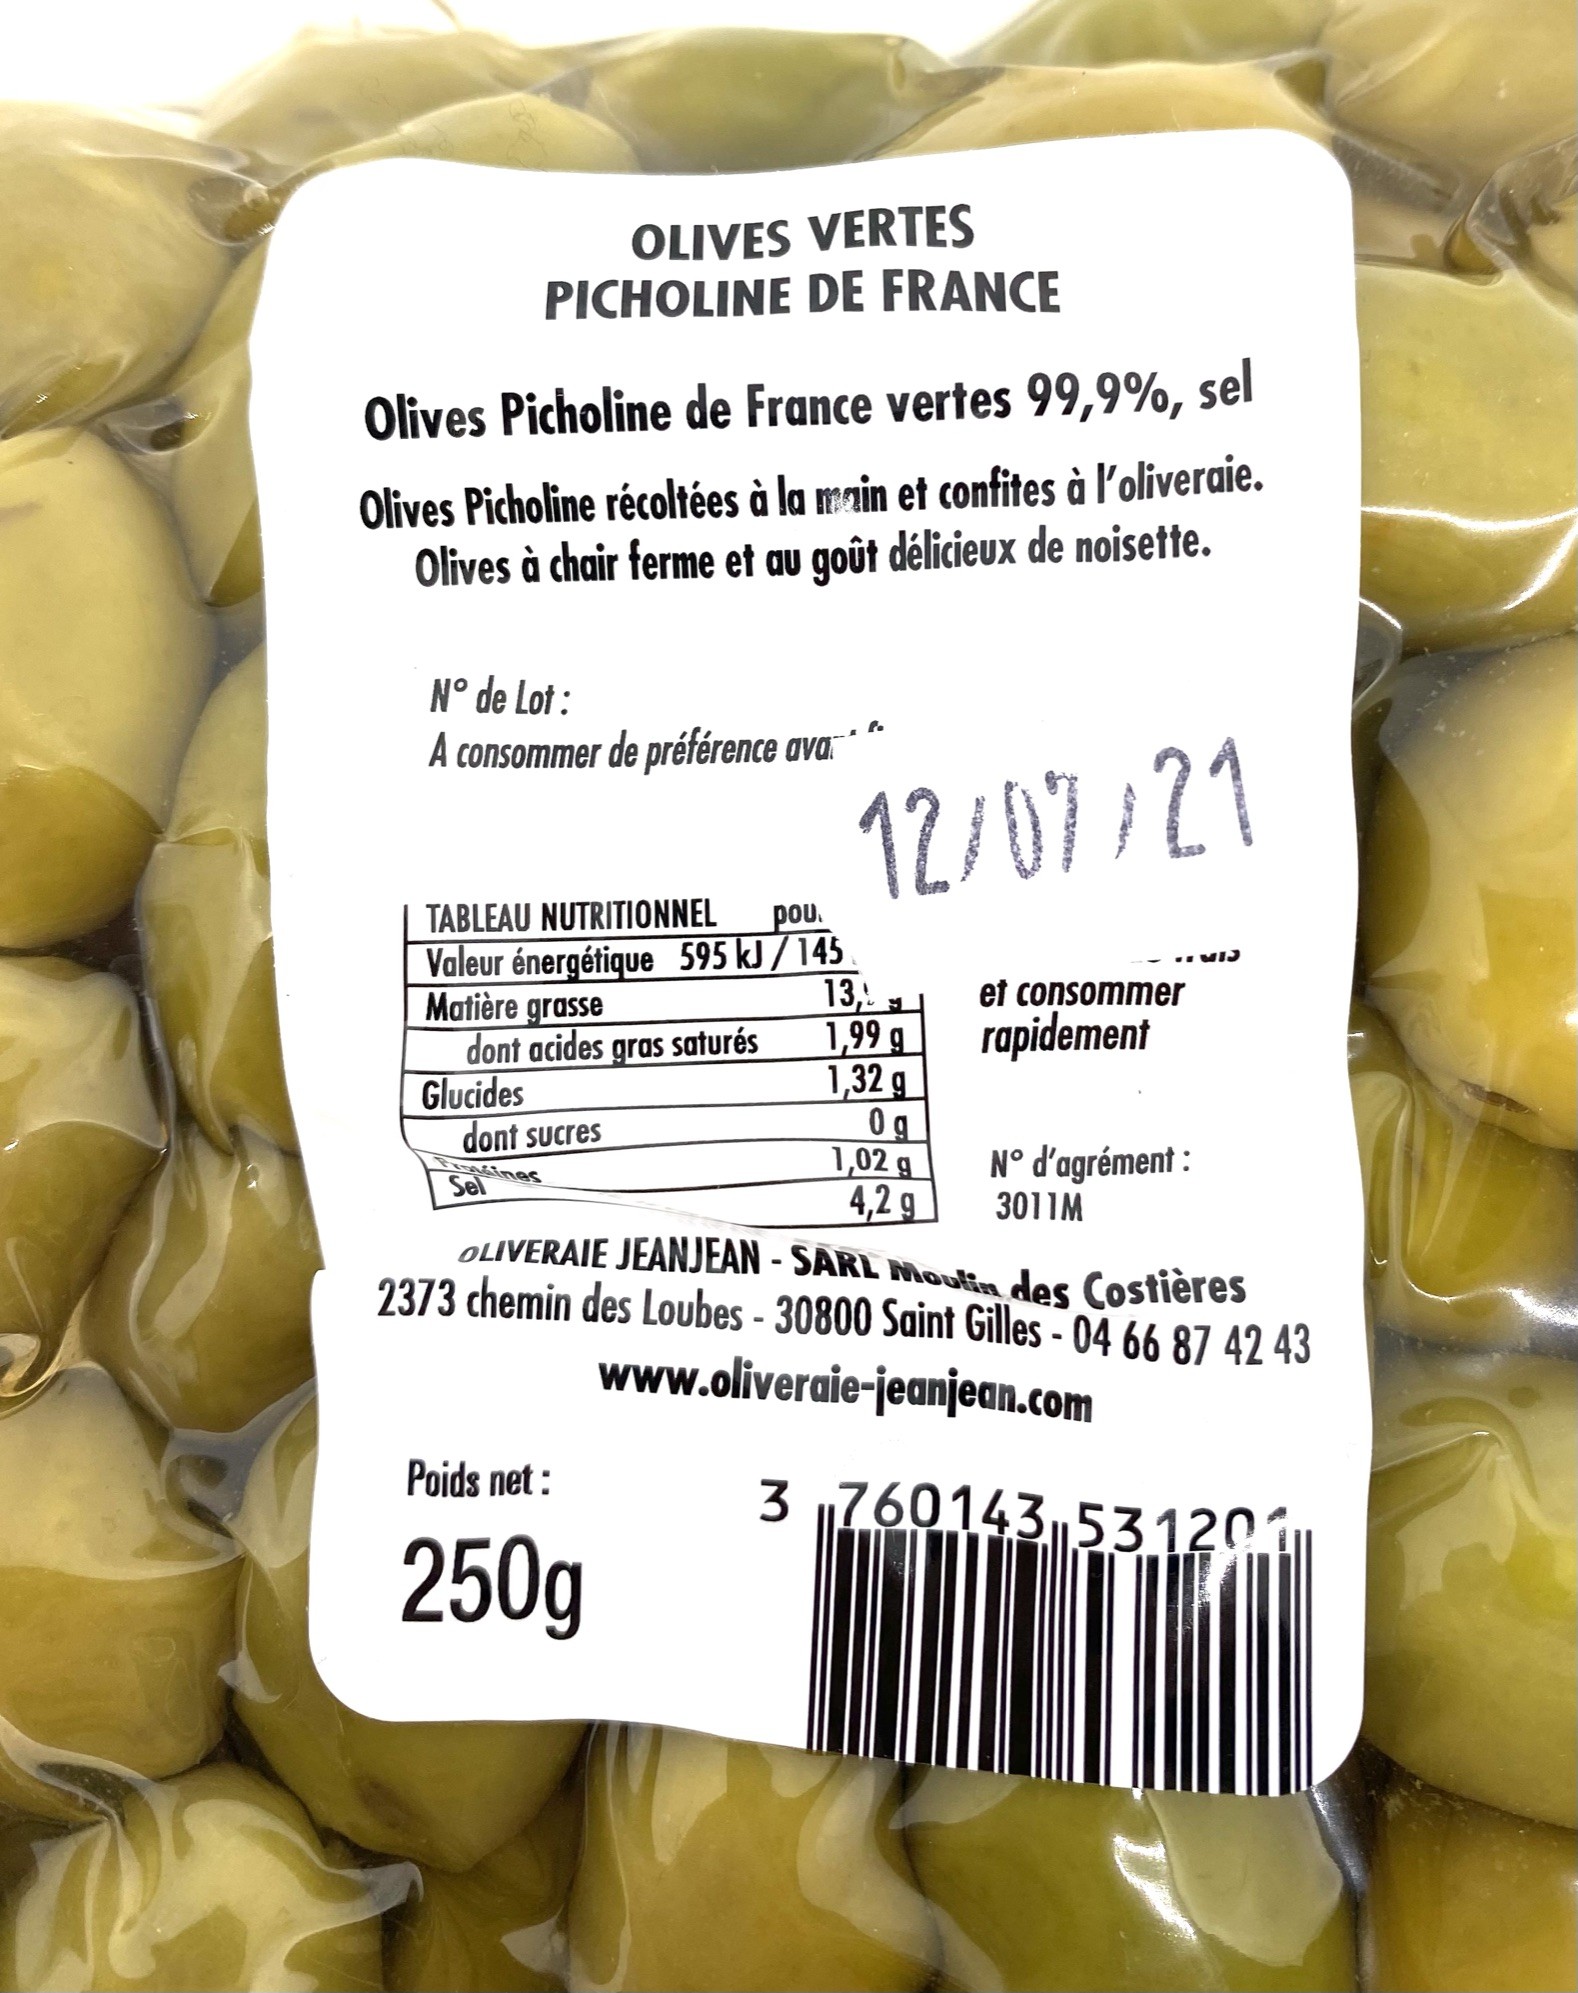 OLIVES VERTES
PICHOLINE DE FRANCE
Olives Picholine de France vertes 99,9%, sel
Olives Picholine récoltées à la main et confites à l'oliveraie.
Olives à chair ferme et au goût délicieux de noisette.
N° de Lot :
A consommer de préférence
12/07/21
TABLEAU NUTRITIONNEL
Valeur énergétique 595 kJ / 145
Matière grasse
dont acides gras saturés 1,99 g
Glucides 1,32 g
dont sucres 0 g
Protéines 1,02 g
Sel 4,2 g
et consommer
rapidement
N° d'agrément :
3011M
OLIVERAIE JEANJEAN - SARL Moulin des Costières
2373 chemin des Loubes - 30800 Saint Gilles - 04 66 87 42 43
www.oliveraie-jeanjean.com
Poids net :
250g
3 760143 531201